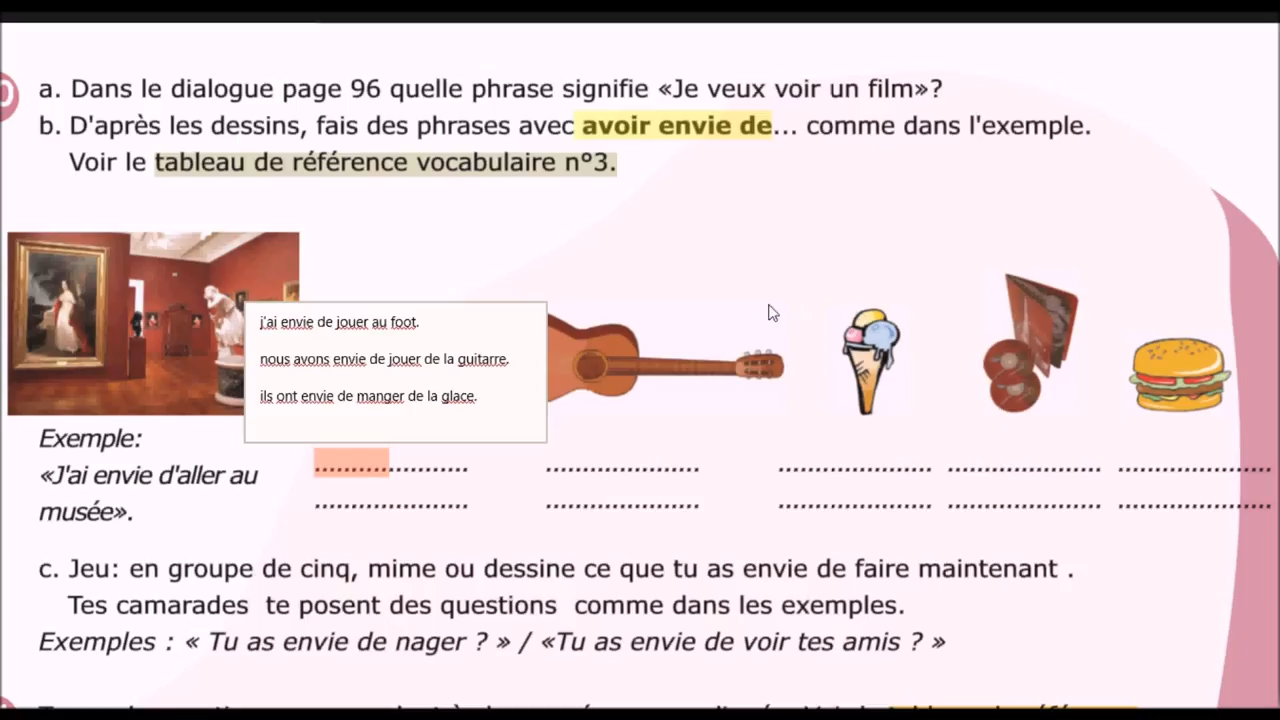 a. Dans le dialogue page 96 quelle phrase signifie «Je veux voir un film»?
b. D'après les dessins, fais des phrases avec avoir envie de... comme dans l'exemple.
Voir le tableau de référence vocabulaire n°3.
j'ai envie de jouer au foot.
nous avons envie de jouer de la guitarre.
ils ont envie de manger de la glace.
Exemple:
«J'ai envie d'aller au
musée».
..................... ..................... ..................... ..................... .....................
..................... ..................... ..................... ..................... .....................
c. Jeu: en groupe de cinq, mime ou dessine ce que tu as envie de faire maintenant .
Tes camarades te posent des questions comme dans les exemples.
Exemples : « Tu as envie de nager ? » / «Tu as envie de voir tes amis ? »